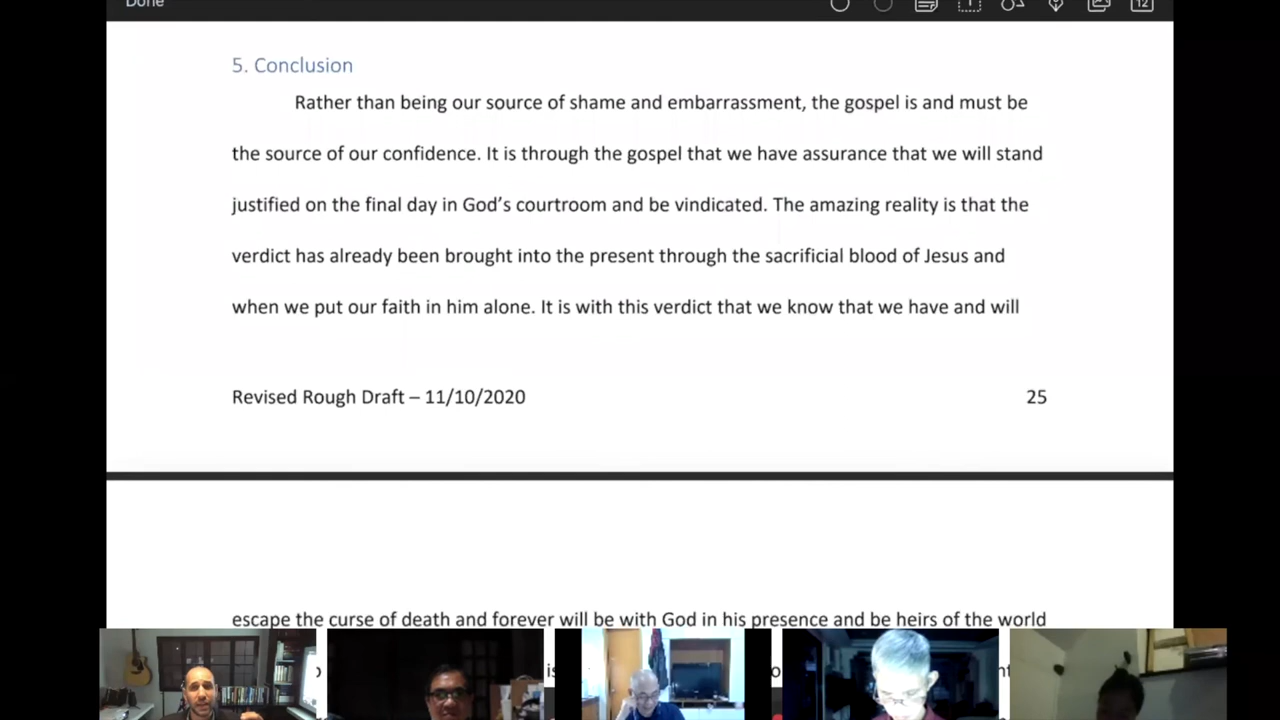 Done
12
5. Conclusion
Rather than being our source of shame and embarrassment, the gospel is and must be
the source of our confidence. It is through the gospel that we have assurance that we will stand
justified on the final day in God's courtroom and be vindicated. The amazing reality is that the
verdict has already been brought into the present through the sacrificial blood of Jesus and
when we put our faith in him alone. It is with this verdict that we know that we have and will
Revised Rough Draft – 11/10/2020
25
escape the curse of death and forever will be with God in his presence and be heirs of the world